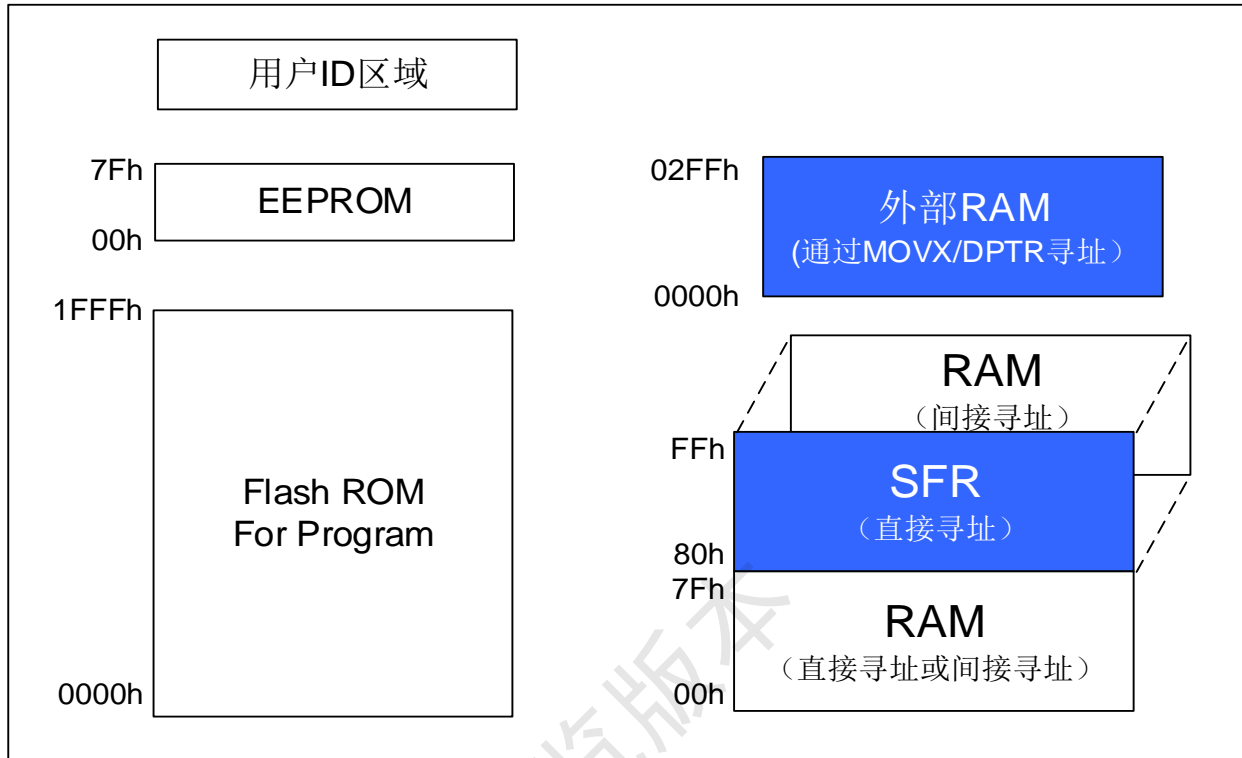 用户ID区域
7Fh
EEPROM
00h
1FFFh
Flash ROM
For Program
0000h
02FFh
外部RAM
(通过MOVX/DPTR寻址）
0000h
RAM
（间接寻址）
FFh
SFR
（直接寻址）
80h
7Fh
RAM
（直接寻址或间接寻址）
00h
览版本